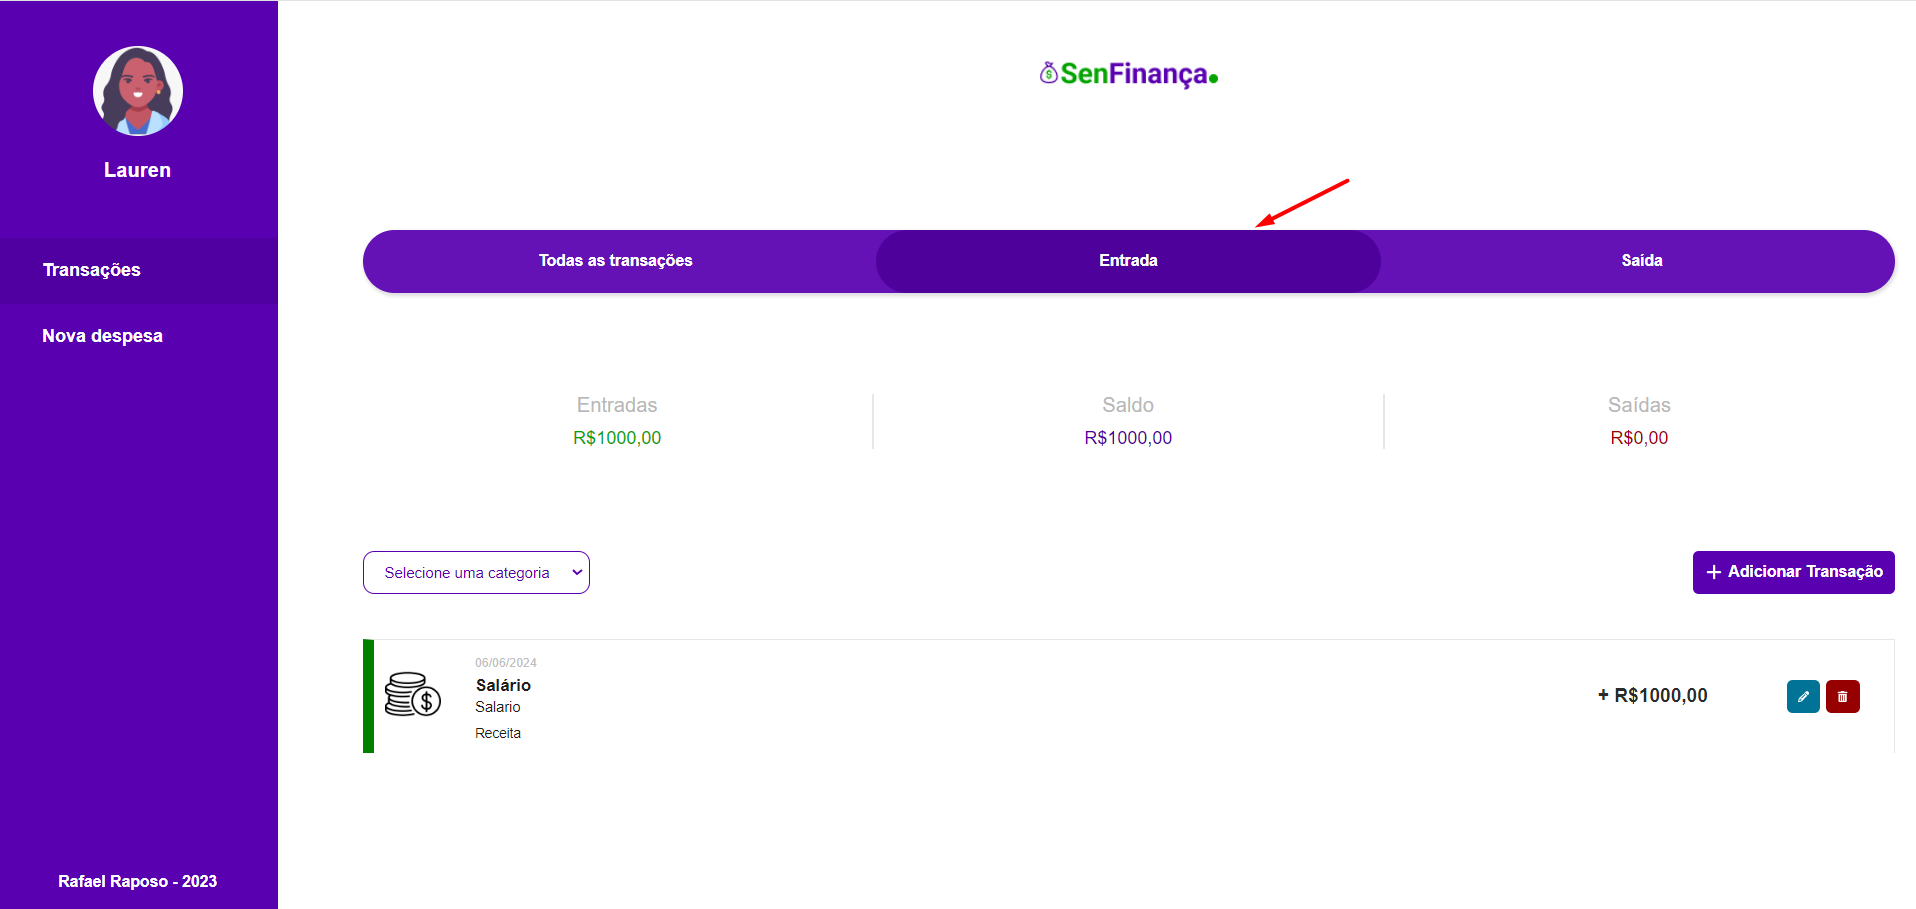 Lauren
Transações
Nova despesa
Rafael Raposo - 2023
$SenFinança.
Todas as transações
Entrada
Saída
Entradas
R$1000,00
Saldo
R$1000,00
Saídas
R$0,00
Selecione uma categoria
+ Adicionar Transação
06/06/2024
Salário
Salario
Receita
$
+ R$1000,00